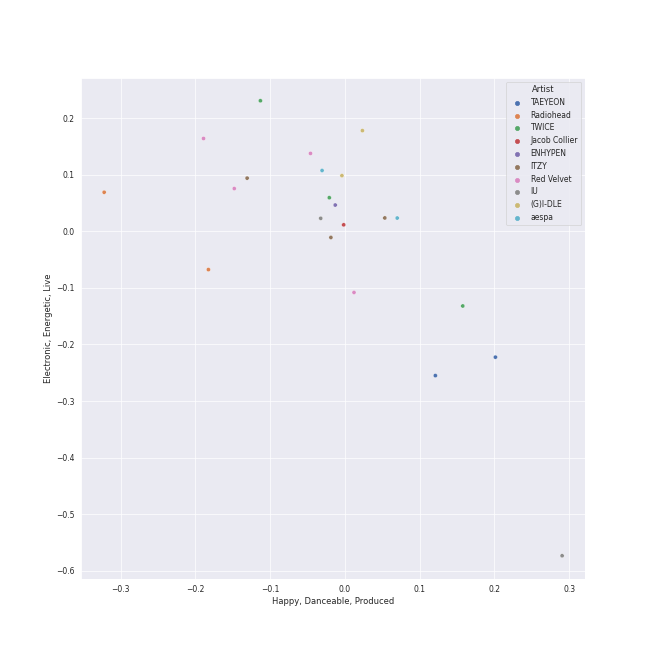 Artist
TAEYEON
Radiohead
TWICE
Jacob Collier
ENHYPEN
ITZY
Red Velvet
IU
(G)I-DLE
aespa
0.2
0.1
0.0
−0.1
−0.2
−0.3
−0.4
−0.5
−0.6
Electronic, Energetic, Live
−0.3 −0.2 −0.1 0.0 0.1 0.2 0.3
Happy, Danceable, Produced